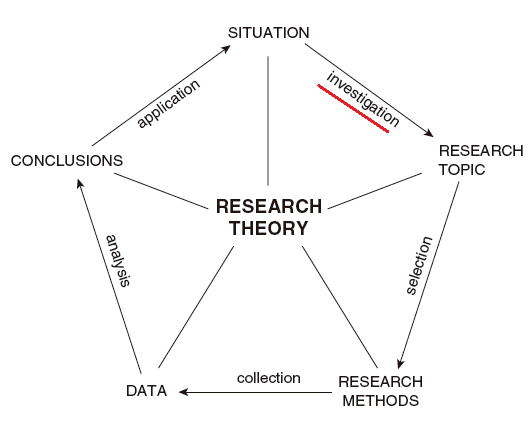 SITUATION
investigation
application
CONCLUSIONS
RESEARCH
TOPIC
RESEARCH
THEORY
analysis
selection
collection
DATA
RESEARCH
METHODS